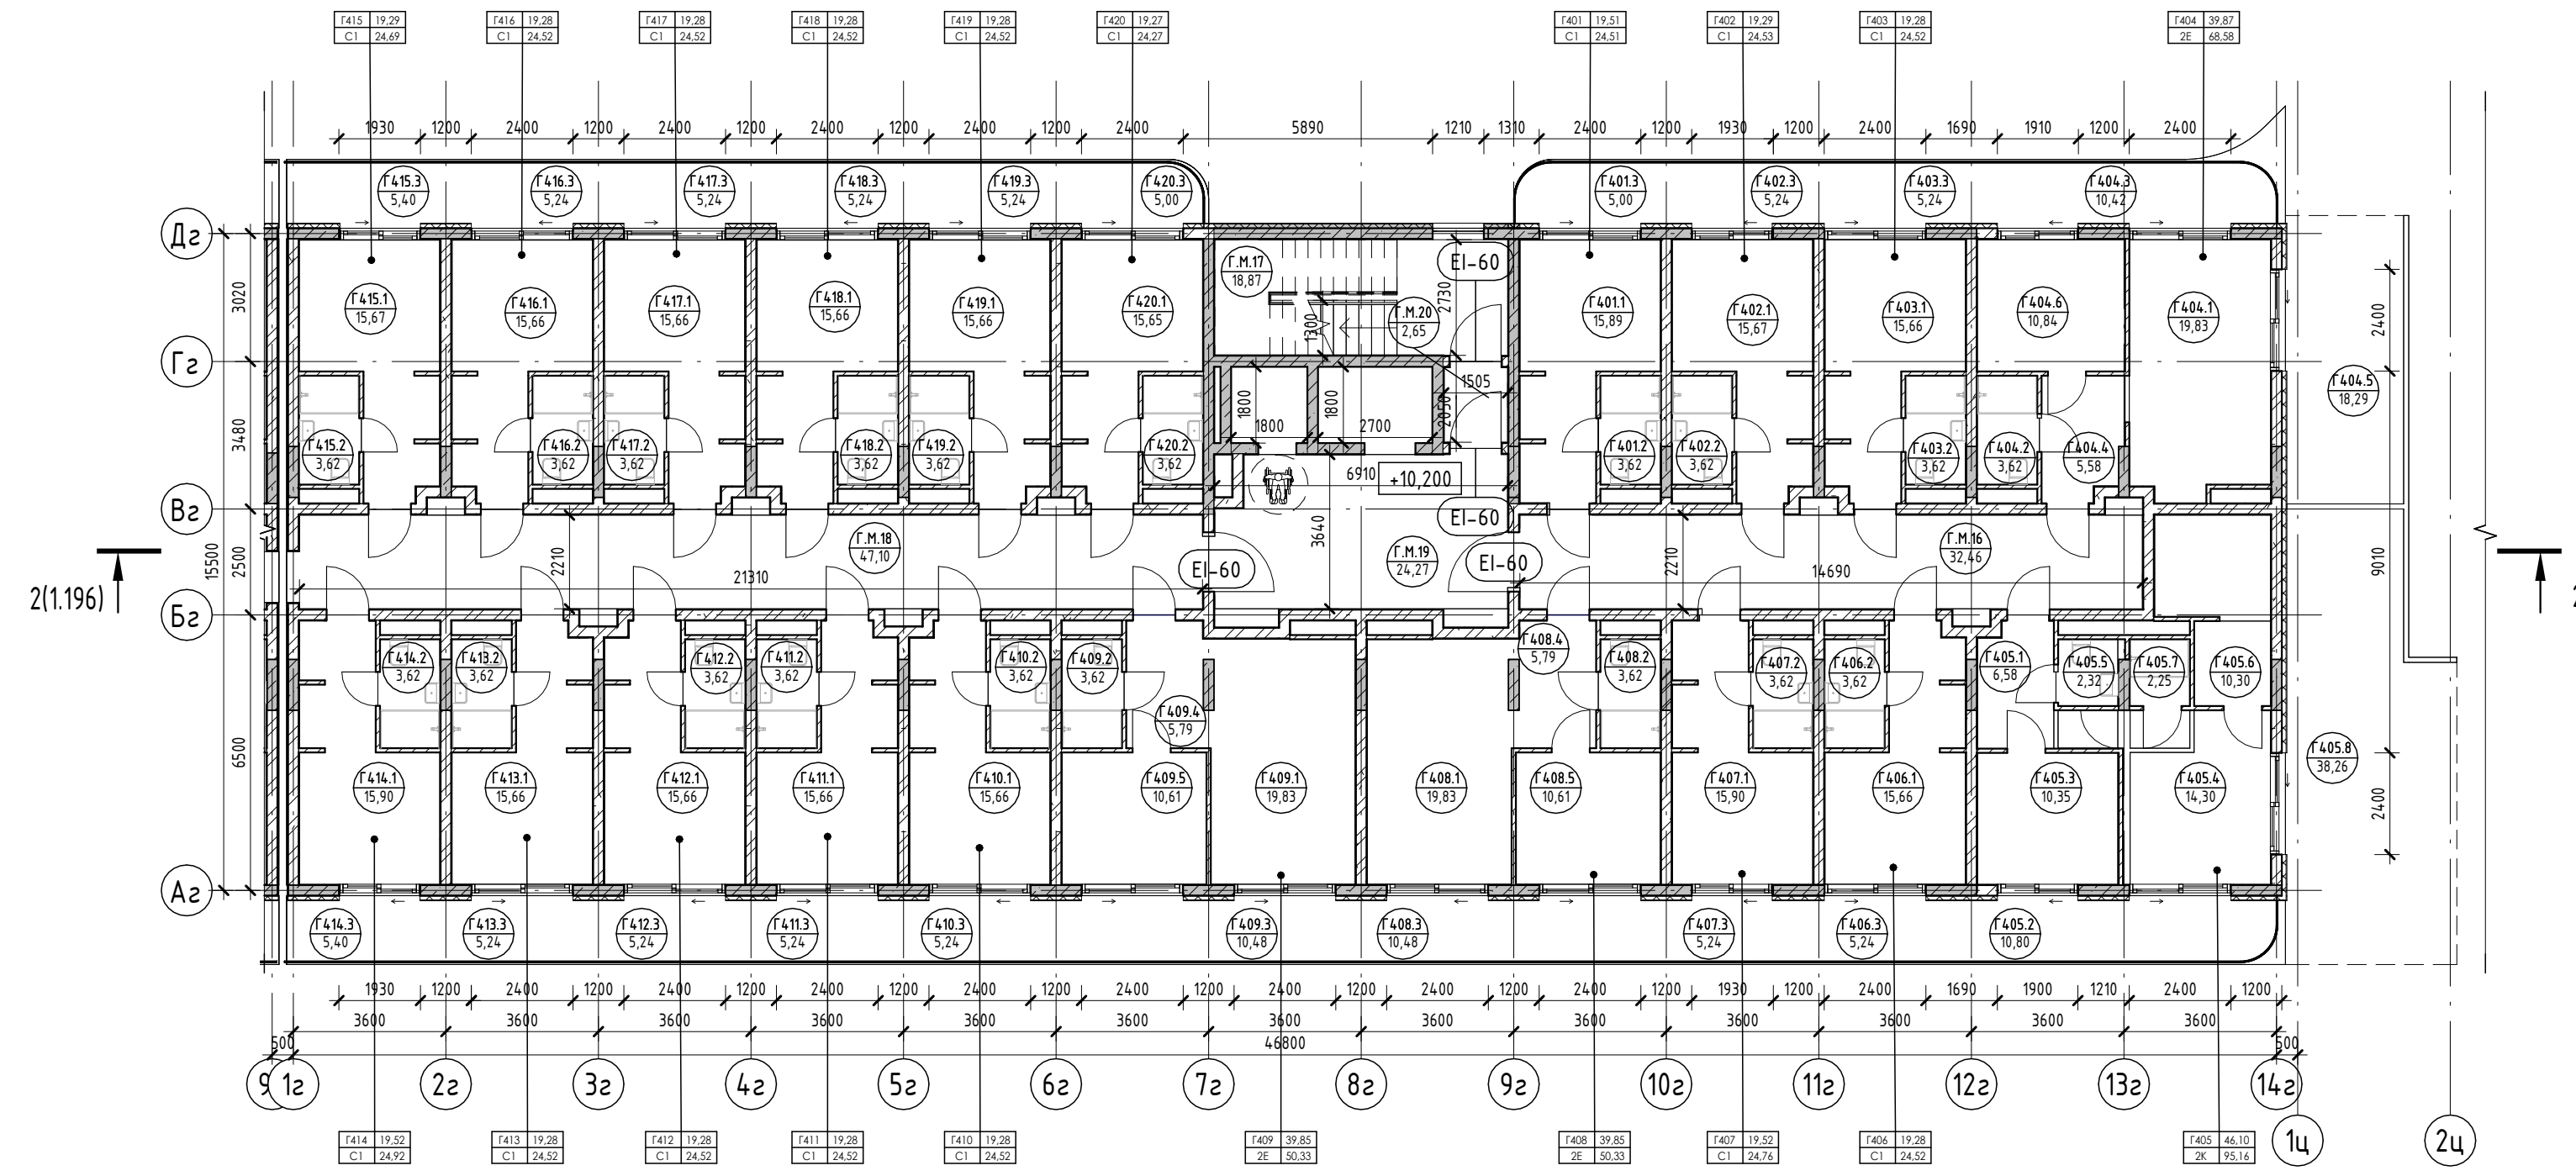 Г415 19,29 Г416 19,28 Г417 19,28 Г418 19,28 Г419 19,28 Г420 19,27 Г401 19,51 Г402 19,29 Г403 19,28 Г404 39,87
С1 24,69 С1 24,52 С1 24,52 С1 24,52 С1 24,52 С1 24,27 С1 24,51 С1 24,53 С1 24,52 2Е 68,58
1930 1200 2400 1200 2400 1200 2400 1200 2400 1200 2400 5890 1210 1310 2400 1200 1930 1200 2400 1690 1910 1200 2400
Г415.3 Г416.3 Г417.3 Г418.3 Г419.3 Г420.3 Г401.3 Г402.3 Г403.3 Г404.3
5,40 5,24 5,24 5,24 5,24 5,00 5,00 5,24 5,24 10,42
Дг
Г.М.17
18,87
EI-60
2730
3020
Г415.1 Г416.1 Г417.1 Г418.1 Г419.1 Г420.1 Г401.1 Г402.1 Г403.1 Г404.6 Г404.1
15,67 15,66 15,66 15,66 15,66 15,65 15,89 15,67 15,66 10,84 19,83
1300
Г.М.20
2,65
2400
Гг
1505
Г404.5
18,29
1800 1800 2050
1800 2700
3480
Г415.2 Г416.2 Г417.2 Г418.2 Г419.2 Г420.2 Г401.2 Г402.2 Г403.2 Г404.2 Г404.4
3,62 3,62 3,62 3,62 3,62 3,62 3,62 3,62 3,62 3,62 5,58
6910 +10,200
Вг
EI-60
15500 2500 2210
Г.М.18
47,10
3640
Г.М.19
24,27
EI-60 EI-60
2210
Г.М.16
32,46
9010
21310 14690
2(1.196)
2
Бг
Г408.4
5,79
Г414.2 Г413.2 Г412.2 Г411.2 Г410.2 Г409.2 Г408.2 Г407.2 Г406.2 Г405.1 Г405.5 Г405.7 Г405.6
3,62 3,62 3,62 3,62 3,62 3,62 3,62 3,62 3,62 6,58 2,32 2,25 10,30
Г409.4
5,79
6500
Г405.8
38,26
Г414.1 Г413.1 Г412.1 Г411.1 Г410.1 Г409.5 Г409.1 Г408.1 Г408.5 Г407.1 Г406.1 Г405.3 Г405.4
15,90 15,66 15,66 15,66 15,66 10,61 19,83 19,83 10,61 15,90 15,66 10,35 14,30
2400
Аг
Г414.3 Г413.3 Г412.3 Г411.3 Г410.3 Г409.3 Г408.3 Г407.3 Г406.3 Г405.2
5,40 5,24 5,24 5,24 5,24 10,48 10,48 5,24 5,24 10,80
1930 1200 2400 1200 2400 1200 2400 1200 2400 1200 2400 1200 2400 1200 2400 1200 2400 1200 1930 1200 2400 1690 1900 1210 2400 1200
3600 3600 3600 3600 3600 3600 3600 3600 3600 3600 3600 3600 3600
500 46800 500
9 1г 2г 3г 4г 5г 6г 7г 8г 9г 10г 11г 12г 13г 14г
1ц 2ц
Г414 19,52 Г413 19,28 Г412 19,28 Г411 19,28 Г410 19,28 Г409 39,85 Г408 39,85 Г407 19,52 Г406 19,28 Г405 46,10
С1 24,92 С1 24,52 С1 24,52 С1 24,52 С1 24,52 2Е 50,33 2Е 50,33 С1 24,76 С1 24,52 2К 95,16